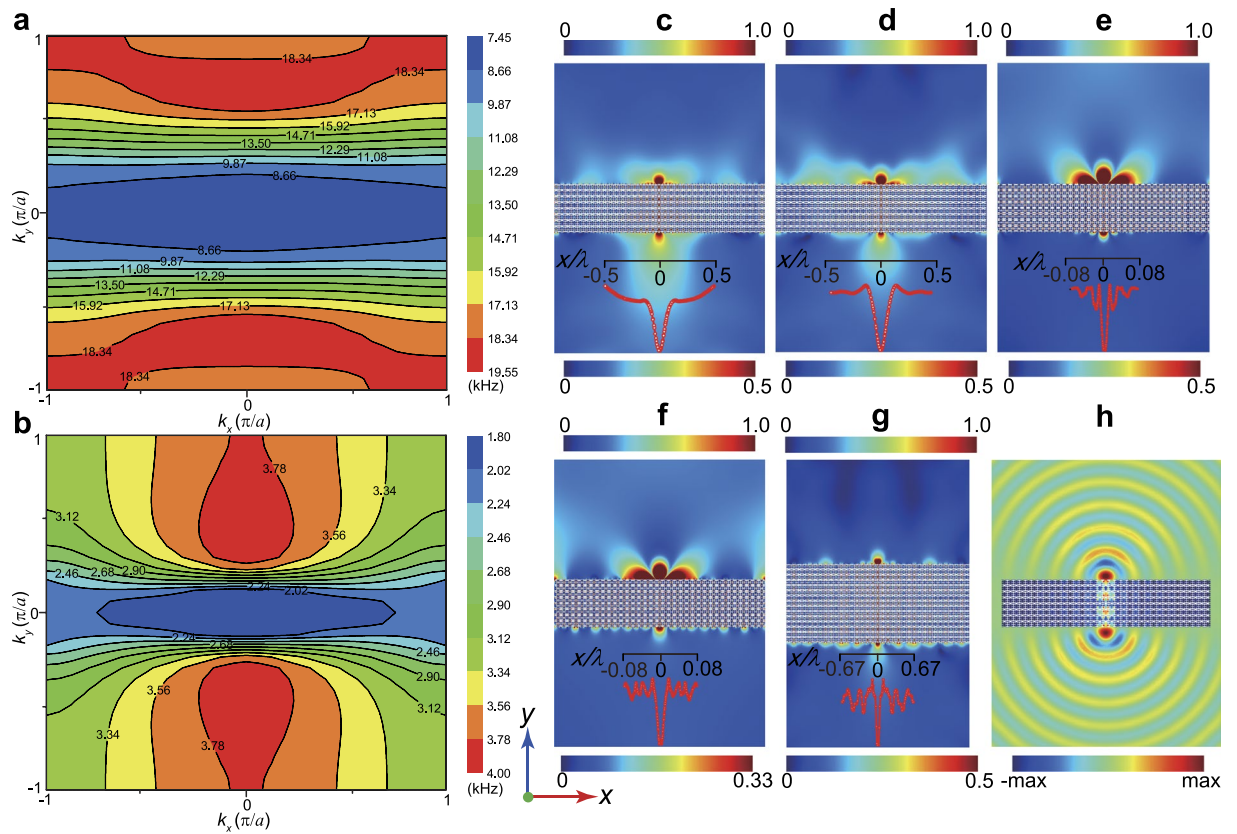 a
1
0
-1
k_y (π/a)
18.34
18.34
18.34
17.13
15.92
14.71
13.50
12.29
11.08
9.87
8.66
8.66
9.87
11.08
12.29
13.50
14.71
15.92
17.13
18.34
18.34
0
1
k_x (π/a)
7.45
8.66
9.87
11.08
12.29
13.50
14.71
15.92
17.13
18.34
19.55
(kHz)
b
1
0
-1
k_y (π/a)
3.78
3.34
3.56
3.12
2.46
2.68
2.90
2.24
2.02
2.24
2.68
2.46
2.90
3.12
3.56
3.34
3.78
0
1
k_x (π/a)
1.80
2.02
2.24
2.46
2.68
2.90
3.12
3.34
3.56
3.78
4.00
(kHz)
c
0 1.0
x/λ
-0.5 0 0.5
0 0.5
d
0 1.0
x/λ
-0.5 0 0.5
0 0.5
e
0 1.0
x/λ
-0.08 0 0.08
0 0.5
f
0 1.0
x/λ
-0.08 0 0.08
0 0.33
g
0 1.0
x/λ
-0.67 0 0.67
0 0.5
h
-max max
y
x